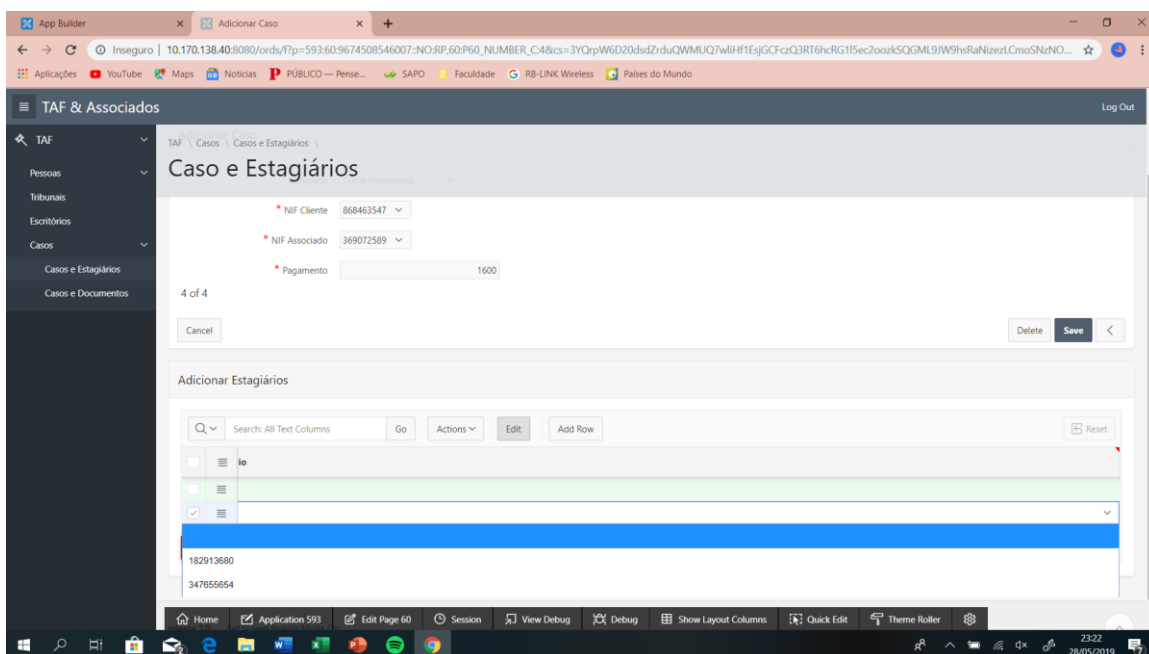 App Builder
Adicionar Caso
Inseguro | 10.170.138.40:8080/ords/f?p=593:60:9674508546007::NO:RP,60:P60_NUMBER_C:4&cs=3YQrpW6D20dsdZrduQWMUQ7wliHf1EsjGCFczQ3RT6hcRG1l5ec2oozkSQGML9JW9hsRaNizezLCmoSNzNO...
Aplicações YouTube Maps Notícias PÚBLICO — Pense... SAPO Faculdade RB-LINK Wireless Países do Mundo
TAF & Associados
Log Out
TAF
Pessoas
Tribunais
Escritórios
Casos
Casos e Estagiários
Casos e Documentos
Adicionar Caso
TAF \ Casos \ Casos e Estagiários \
Caso e Estagiários
* NIF Cliente 868463547
* NIF Associado 369072589
* Pagamento 1600
4 of 4
Cancel Delete Save
Adicionar Estagiários
Search: All Text Columns Go Actions Edit Add Row Reset
io
182913680
347655654
Home Application 593 Edit Page 60 Session View Debug Debug Show Layout Columns Quick Edit Theme Roller
23:22
28/05/2019